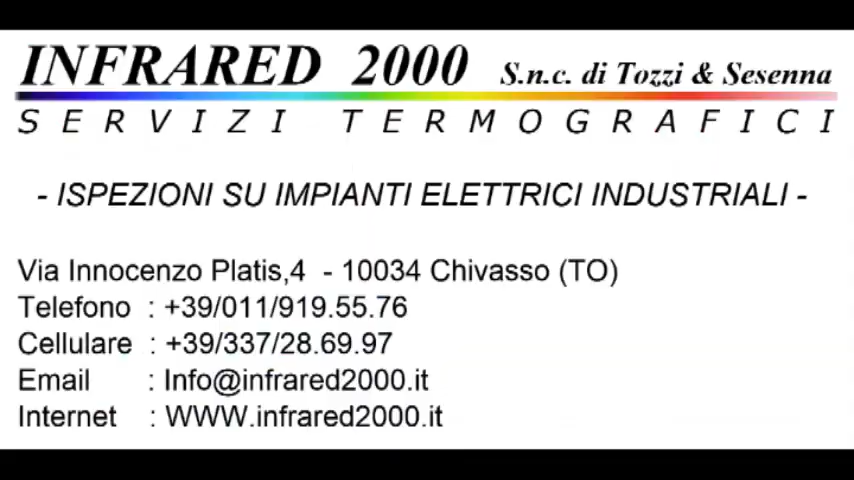 INFRARED 2000 S.n.c. di Tozzi & Sesenna
SERVIZI TERMOGRAFICI
- ISPEZIONI SU IMPIANTI ELETTRICI INDUSTRIALI -
Via Innocenzo Platis,4 - 10034 Chivasso (TO)
Telefono : +39/011/919.55.76
Cellulare : +39/337/28.69.97
Email : Info@infrared2000.it
Internet : WWW.infrared2000.it